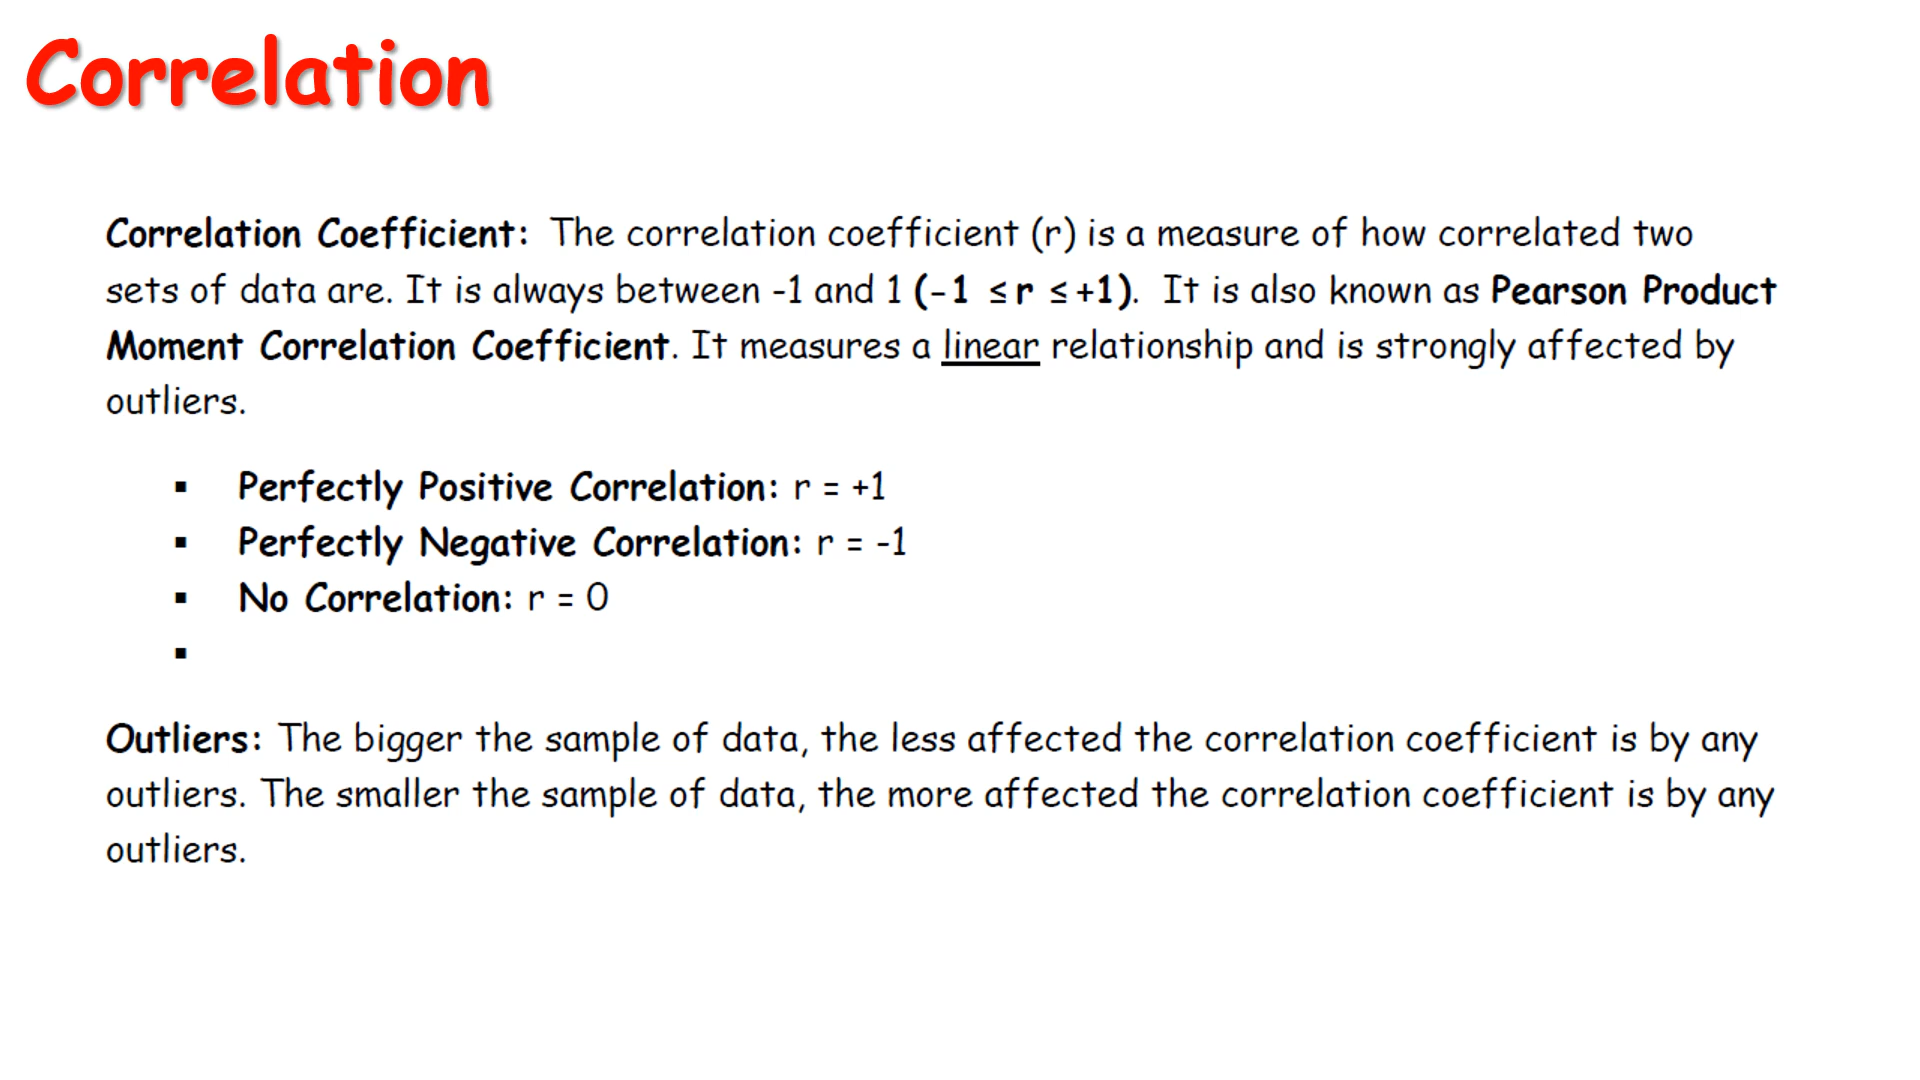 Correlation
Correlation Coefficient: The correlation coefficient (r) is a measure of how correlated two
sets of data are. It is always between -1 and 1 (-1 ≤ r ≤ +1). It is also known as Pearson Product
Moment Correlation Coefficient. It measures a linear relationship and is strongly affected by
outliers.
▪ Perfectly Positive Correlation: r = +1
▪ Perfectly Negative Correlation: r = -1
▪ No Correlation: r = 0
▪
Outliers: The bigger the sample of data, the less affected the correlation coefficient is by any
outliers. The smaller the sample of data, the more affected the correlation coefficient is by any
outliers.